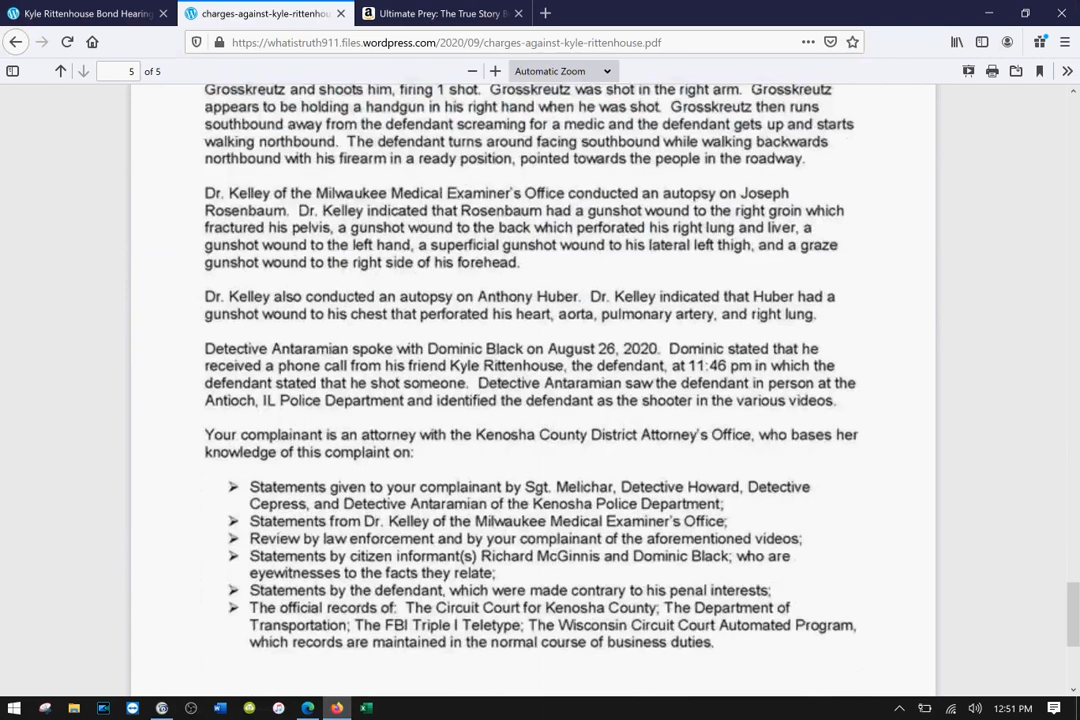 Kyle Rittenhouse Bond Hearing
charges-against-kyle-rittenhou
Ultimate Prey: The True Story B
https://whatistruth911.files.wordpress.com/2020/09/charges-against-kyle-rittenhouse.pdf
5 of 5
Automatic Zoom
Grosskreutz and shoots him, firing 1 shot. Grosskreutz was shot in the right arm. Grosskreutz
appears to be holding a handgun in his right hand when he was shot. Grosskreutz then runs
southbound away from the defendant screaming for a medic and the defendant gets up and starts
walking northbound. The defendant turns around facing southbound while walking backwards
northbound with his firearm in a ready position, pointed towards the people in the roadway.
Dr. Kelley of the Milwaukee Medical Examiner's Office conducted an autopsy on Joseph
Rosenbaum. Dr. Kelley indicated that Rosenbaum had a gunshot wound to the right groin which
fractured his pelvis, a gunshot wound to the back which perforated his right lung and liver, a
gunshot wound to the left hand, a superficial gunshot wound to his lateral left thigh, and a graze
gunshot wound to the right side of his forehead.
Dr. Kelley also conducted an autopsy on Anthony Huber. Dr. Kelley indicated that Huber had a
gunshot wound to his chest that perforated his heart, aorta, pulmonary artery, and right lung.
Detective Antaramian spoke with Dominic Black on August 26, 2020. Dominic stated that he
received a phone call from his friend Kyle Rittenhouse, the defendant, at 11:46 pm in which the
defendant stated that he shot someone. Detective Antaramian saw the defendant in person at the
Antioch, IL Police Department and identified the defendant as the shooter in the various videos.
Your complainant is an attorney with the Kenosha County District Attorney's Office, who bases her
knowledge of this complaint on:
➢ Statements given to your complainant by Sgt. Melichar, Detective Howard, Detective
Cepress, and Detective Antaramian of the Kenosha Police Department;
➢ Statements from Dr. Kelley of the Milwaukee Medical Examiner's Office;
➢ Review by law enforcement and by your complainant of the aforementioned videos;
➢ Statements by citizen informant(s) Richard McGinnis and Dominic Black; who are
eyewitnesses to the facts they relate;
➢ Statements by the defendant, which were made contrary to his penal interests;
➢ The official records of: The Circuit Court for Kenosha County; The Department of
Transportation; The FBI Triple I Teletype; The Wisconsin Circuit Court Automated Program,
which records are maintained in the normal course of business duties.
12:51 PM